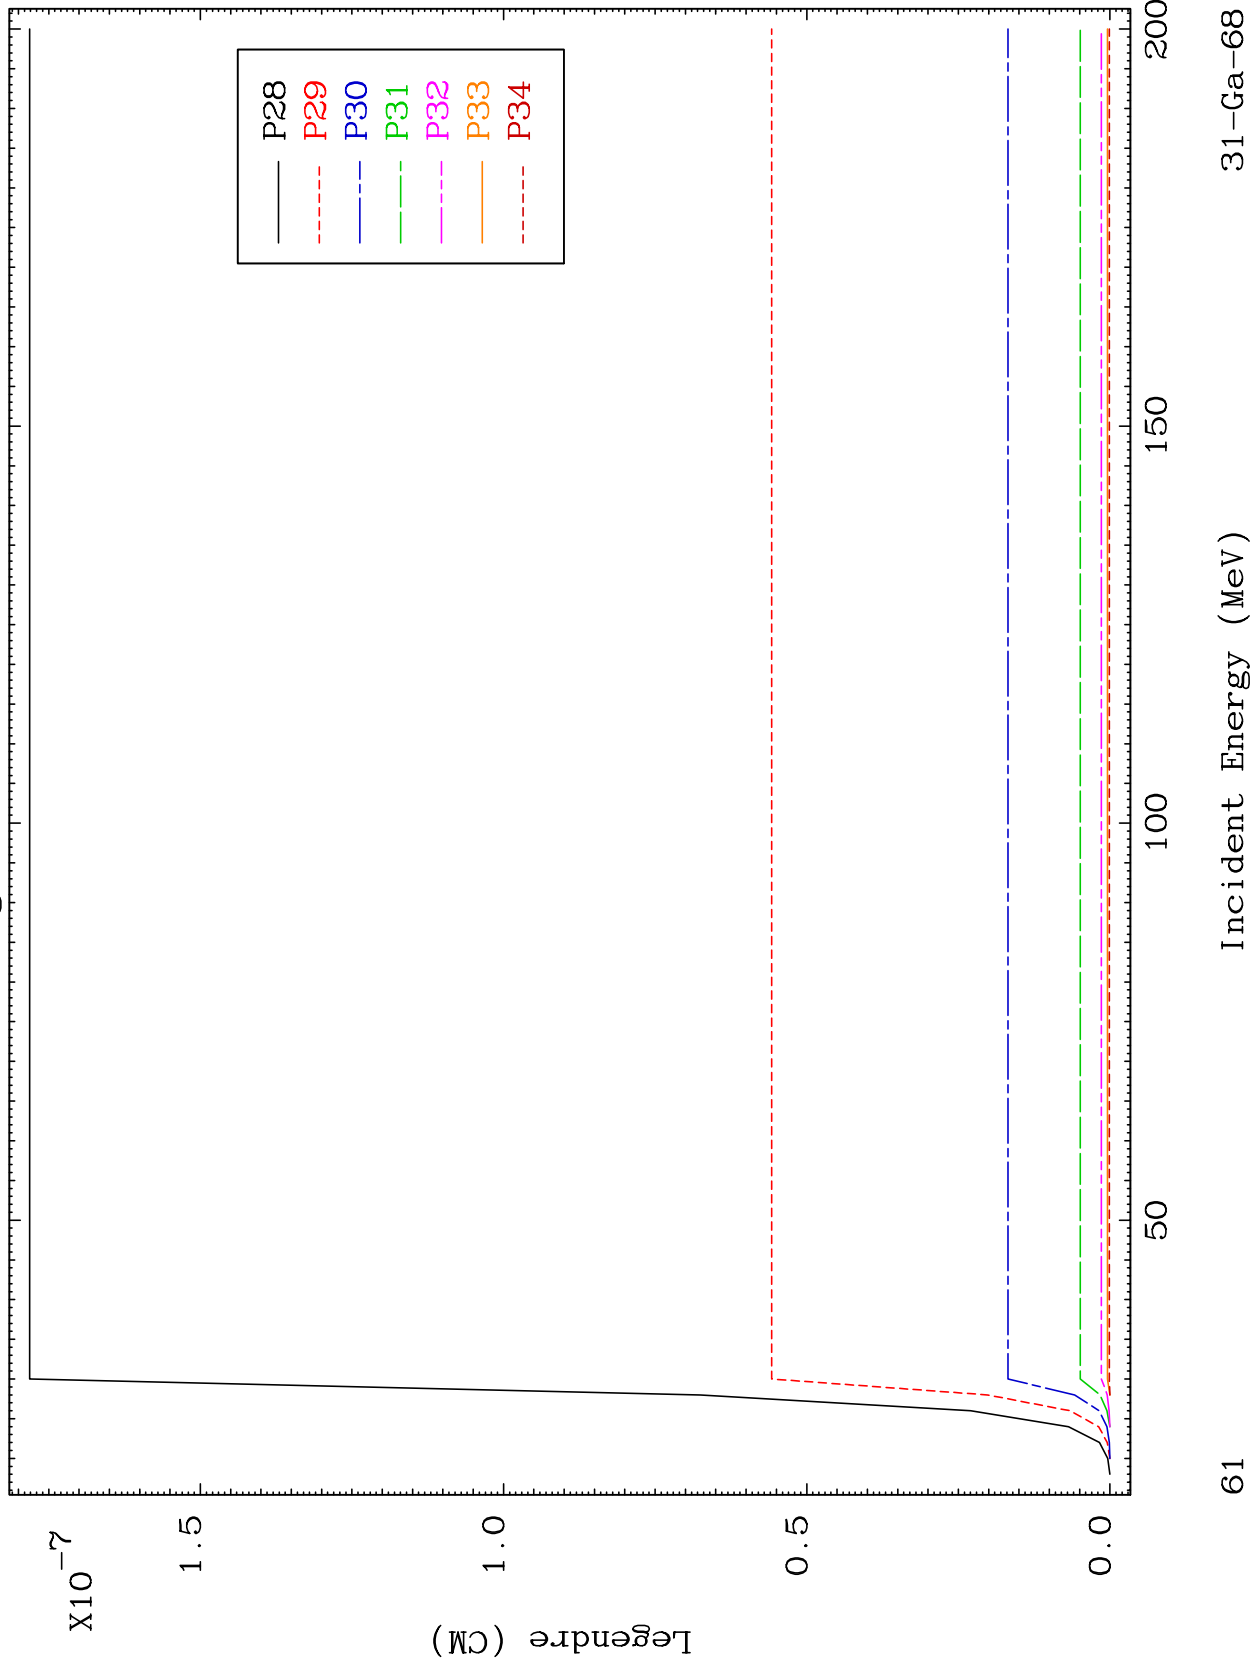 X10-7
1.5
1.0
0.5
0.0
Legendre (CM)
P28
P29
P30
P31
P32
P33
P34
50
100
150
200
Incident Energy (MeV)
61
31-Ga-68